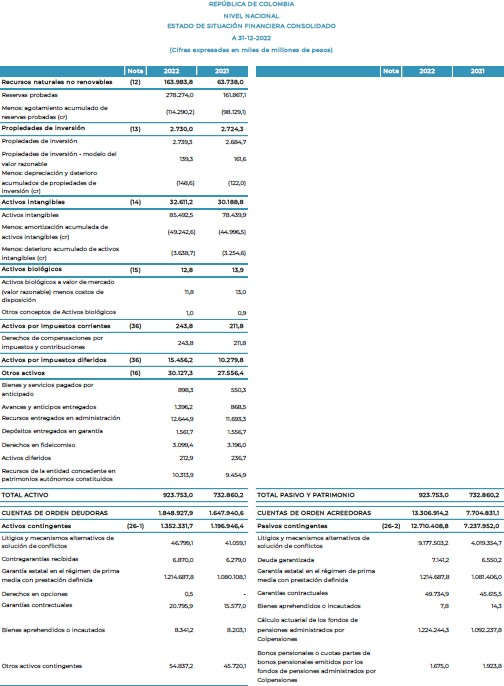 REPÚBLICA DE COLOMBIA
NIVEL NACIONAL
ESTADO DE SITUACIÓN FINANCIERA CONSOLIDADO
A 31-12-2022
(Cifras expresadas en miles de millones de pesos)
Nota 2022 2021
Recursos naturales no renovables (12) 163.983,8 63.738,0
Reservas probadas 278.274,0 161.867,1
Menos: agotamiento acumulado de
reservas probadas (cr) (114.290,2) (98.129,1)
Propiedades de inversión (13) 2.730,0 2.724,3
Propiedades de inversión 2.739,3 2.684,7
Propiedades de inversión - modelo del
valor razonable 139,3 161,6
Menos: depreciación y deterioro
acumulados de propiedades de
inversión (cr) (148,6) (122,0)
Activos intangibles (14) 32.611,2 30.188,8
Activos intangibles 85.492,5 78.439,9
Menos: amortización acumulada de
activos intangibles (cr) (49.242,6) (44.996,5)
Menos: deterioro acumulado de activos
intangibles (cr) (3.638,7) (3.254,6)
Activos biológicos (15) 12,8 13,9
Activos biológicos a valor de mercado
(valor razonable) menos costos de
disposición 11,8 13,0
Otros conceptos de Activos biológicos 1,0 0,9
Activos por impuestos corrientes (36) 243,8 211,8
Derechos de compensaciones por
impuestos y contribuciones 243,8 211,8
Activos por impuestos diferidos (36) 15.456,2 10.279,8
Otros activos (16) 30.127,3 27.556,4
Bienes y servicios pagados por
anticipado 898,3 550,3
Avances y anticipos entregados 1.396,2 868,5
Recursos entregados en administración 12.644,9 11.693,3
Depósitos entregados en garantía 1.561,7 1.556,7
Derechos en fideicomiso 3.099,4 3.196,0
Activos diferidos 212,9 236,7
Recursos de la entidad concedente en
patrimonios autónomos constituidos 10.313,9 9.454,9
TOTAL ACTIVO 923.753,0 732.860,2
CUENTAS DE ORDEN DEUDORAS 1.848.927,9 1.647.940,6
Activos contingentes (26-1) 1.352.331,7 1.196.946,4
Litigios y mecanismos alternativos de
solución de conflictos 46.799,1 41.059,1
Contragarantías recibidas 6.870,0 6.279,0
Garantía estatal en el régimen de prima
media con prestación definida 1.214.687,8 1.080.108,1
Derechos en opciones 0,5 -
Garantías contractuales 20.795,9 15.577,0
Bienes aprehendidos o incautados 8.341,2 8.203,1
Otros activos contingentes 54.837,2 45.720,1
Nota 2022 2021
TOTAL PASIVO Y PATRIMONIO 923.753,0 732.860,2
CUENTAS DE ORDEN ACREEDORAS 13.306.914,2 7.704.831,1
Pasivos contingentes (26-2) 12.710.408,8 7.237.952,0
Litigios y mecanismos alternativos de
solución de conflictos 9.177.503,2 4.019.354,7
Deuda garantizada 7.141,2 6.550,2
Garantía estatal en el régimen de prima
media con prestación definida 1.214.687,8 1.081.406,0
Garantías contractuales 49.734,9 45.615,5
Bienes aprehendidos o incautados 7,8 14,3
Cálculo actuarial de los fondos de
pensiones administrados por
Colpensiones 1.224.244,3 1.092.237,8
Bonos pensionales o cuotas partes de
bonos pensionales emitidos por los
fondos de pensiones administrados por
Colpensiones 1.675,0 1.923,8